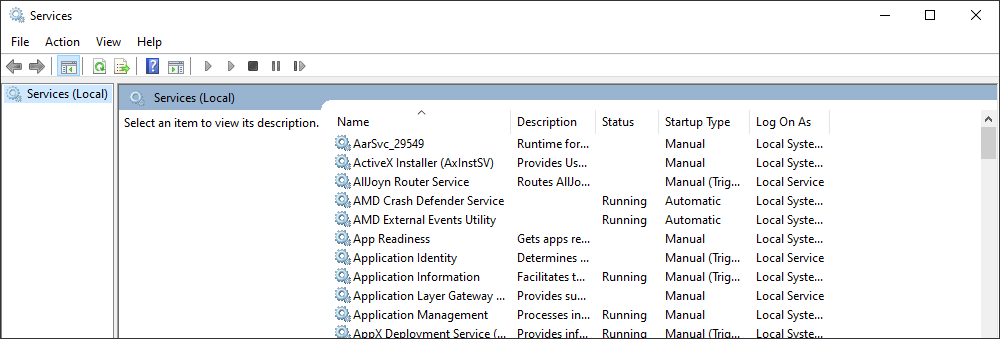 Services
File Action View Help
Services (Local)
Services (Local)
Select an item to view its description.
Name Description Status Startup Type Log On As
AarSvc_29549 Runtime for... Manual Local Syste...
ActiveX Installer (AxInstSV) Provides Us... Manual Local Syste...
AllJoyn Router Service Routes AllJo... Manual (Trig... Local Service
AMD Crash Defender Service Running Automatic Local Syste...
AMD External Events Utility Running Automatic Local Syste...
App Readiness Gets apps re... Manual Local Syste...
Application Identity Determines ... Manual (Trig... Local Service
Application Information Facilitates t... Running Manual (Trig... Local Syste...
Application Layer Gateway ... Provides su... Manual Local Service
Application Management Processes in... Running Manual Local Syste...
AppX Deployment Service (... Provides inf... Running Manual (Trig... Local Syste...